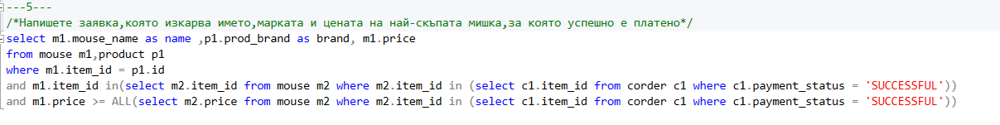 ---5---
/*Напишете заявка,която изкарва името,марката и цената на най-скъпата мишка,за която успешно е платено*/
select m1.mouse_name as name ,p1.prod_brand as brand, m1.price
from mouse m1,product p1
where m1.item_id = p1.id
and m1.item_id in(select m2.item_id from mouse m2 where m2.item_id in (select c1.item_id from corder c1 where c1.payment_status = 'SUCCESSFUL'))
and m1.price >= ALL(select m2.price from mouse m2 where m2.item_id in (select c1.item_id from corder c1 where c1.payment_status = 'SUCCESSFUL'))